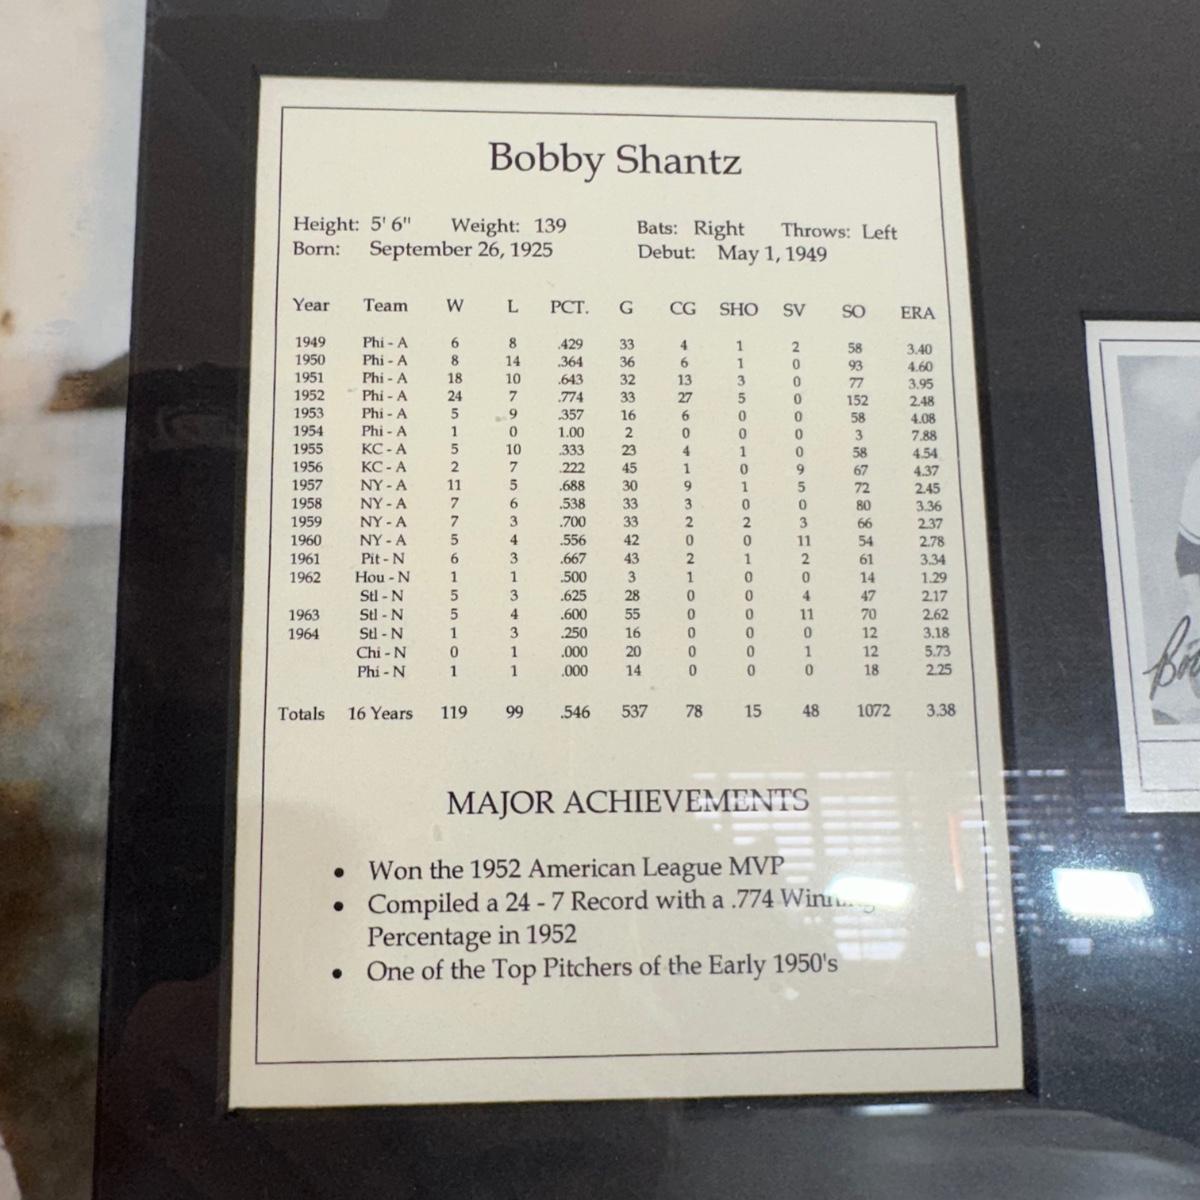 Bobby Shantz
Height: 5' 6" Weight: 139 Bats: Right Throws: Left
Born: September 26, 1925 Debut: May 1, 1949
Year Team W L PCT. G CG SHO SV SO ERA
1949 Phi - A 6 8 .429 33 4 1 2 58 3.40
1950 Phi - A 8 14 .364 36 6 1 0 93 4.60
1951 Phi - A 18 10 .643 32 13 3 0 77 3.95
1952 Phi - A 24 7 .774 33 27 5 0 152 2.48
1953 Phi - A 5 9 .357 16 6 0 0 58 4.08
1954 Phi - A 1 0 1.00 2 0 0 0 3 7.88
1955 KC - A 5 10 .333 23 4 1 0 58 4.54
1956 KC - A 2 7 .222 45 1 0 9 67 4.37
1957 NY - A 11 5 .688 30 9 1 5 72 2.45
1958 NY - A 7 6 .538 33 3 0 0 80 3.36
1959 NY - A 7 3 .700 33 2 2 3 66 2.37
1960 NY - A 5 4 .556 42 0 0 11 54 2.78
1961 Pit - N 6 3 .667 43 2 1 2 61 3.34
1962 Hou - N 1 1 .500 3 1 0 0 14 1.29
Stl - N 5 3 .625 28 0 0 4 47 2.17
1963 Stl - N 5 4 .600 55 0 0 11 70 2.62
1964 Stl - N 1 3 .250 16 0 0 0 12 3.18
Chi - N 0 1 .000 20 0 0 1 12 5.73
Phi - N 1 1 .000 14 0 0 0 18 2.25
Totals 16 Years 119 99 .546 537 78 15 48 1072 3.38
MAJOR ACHIEVEMENTS
• Won the 1952 American League MVP
• Compiled a 24 - 7 Record with a .774 Winning
Percentage in 1952
• One of the Top Pitchers of the Early 1950's